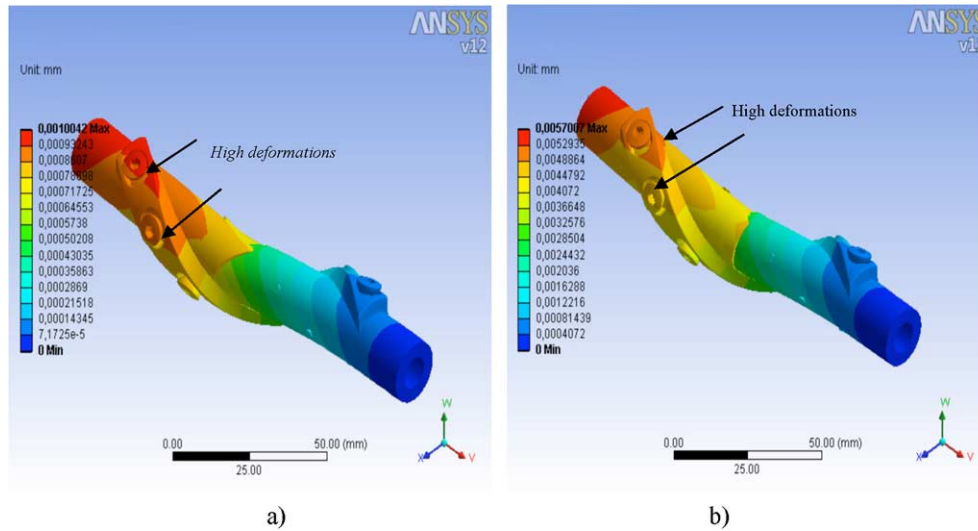 ANSYS
v12
Unit: mm
0,0010042 Max
0,00093243
0,0008607
0,00078898
0,00071725
0,00064553
0,0005738
0,00050208
0,00043035
0,00035863
0,0002869
0,00021518
0,00014345
7,1725e-5
0 Min
High deformations
0.00
50.00 (mm)
25.00
W
X
V
a)
ANSYS
v1
Unit: mm
0,0057007 Max
0,0052935
0,0048864
0,0044792
0,004072
0,0036648
0,0032576
0,0028504
0,0024432
0,002036
0,0016288
0,0012216
0,00081439
0,0004072
0 Min
High deformations
0.00
50.00 (mm)
25.00
W
X
V
b)